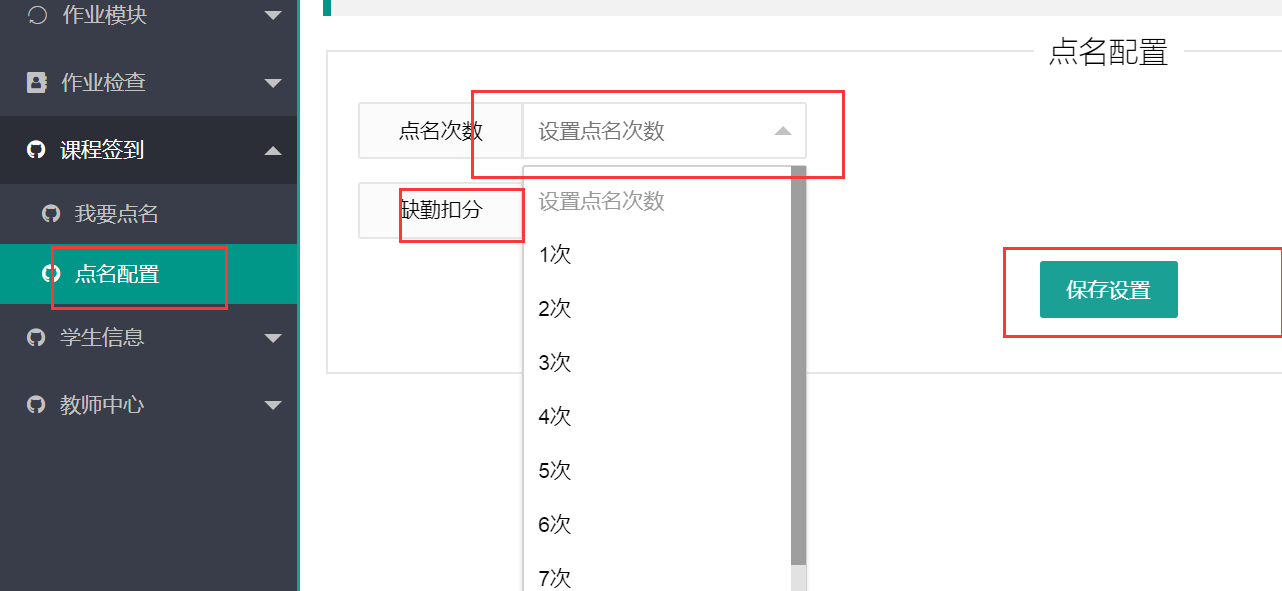 作业模块
作业检查
课程签到
我要点名
点名配置
学生信息
教师中心
点名配置
点名次数
设置点名次数
缺勤扣分
设置点名次数
1次
2次
3次
4次
5次
6次
7次
保存设置